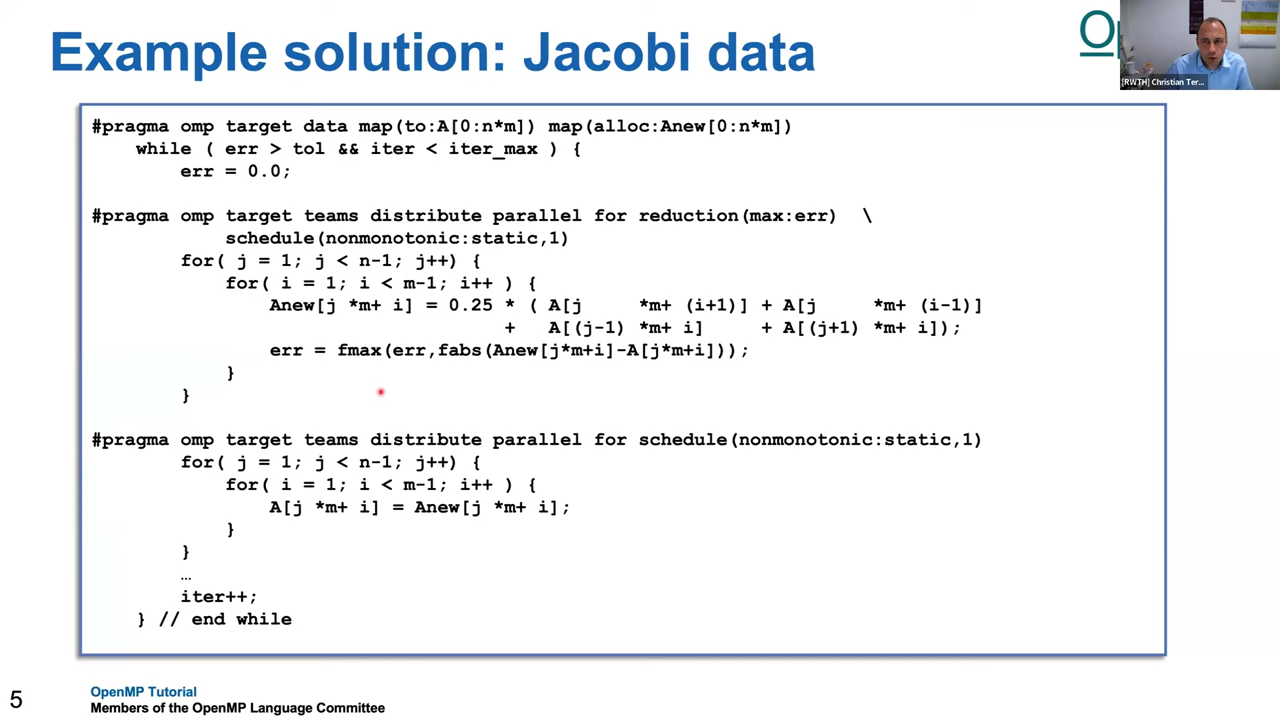 Example solution: Jacobi data
Op
[RWTH] Christian Ter...
#pragma omp target data map(to:A[0:n*m]) map(alloc:Anew[0:n*m])
while ( err > tol && iter < iter_max ) {
err = 0.0;
#pragma omp target teams distribute parallel for reduction(max:err) \
schedule(nonmonotonic:static,1)
for( j = 1; j < n-1; j++) {
for( i = 1; i < m-1; i++ ) {
Anew[j *m+ i] = 0.25 * ( A[j *m+ (i+1)] + A[j *m+ (i-1)]
+ A[(j-1) *m+ i] + A[(j+1) *m+ i]);
err = fmax(err,fabs(Anew[j*m+i]-A[j*m+i]));
}
}
#pragma omp target teams distribute parallel for schedule(nonmonotonic:static,1)
for( j = 1; j < n-1; j++) {
for( i = 1; i < m-1; i++ ) {
A[j *m+ i] = Anew[j *m+ i];
}
}
…
iter++;
} // end while
5
OpenMP Tutorial
Members of the OpenMP Language Committee